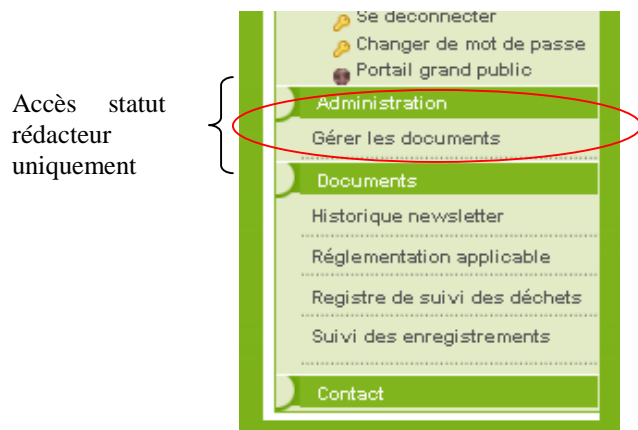 Se deconnecter
Changer de mot de passe
Portail grand public
Accès statut
rédacteur
uniquement
Administration
Gérer les documents
Documents
Historique newsletter
Réglementation applicable
Registre de suivi des déchets
Suivi des enregistrements
Contact